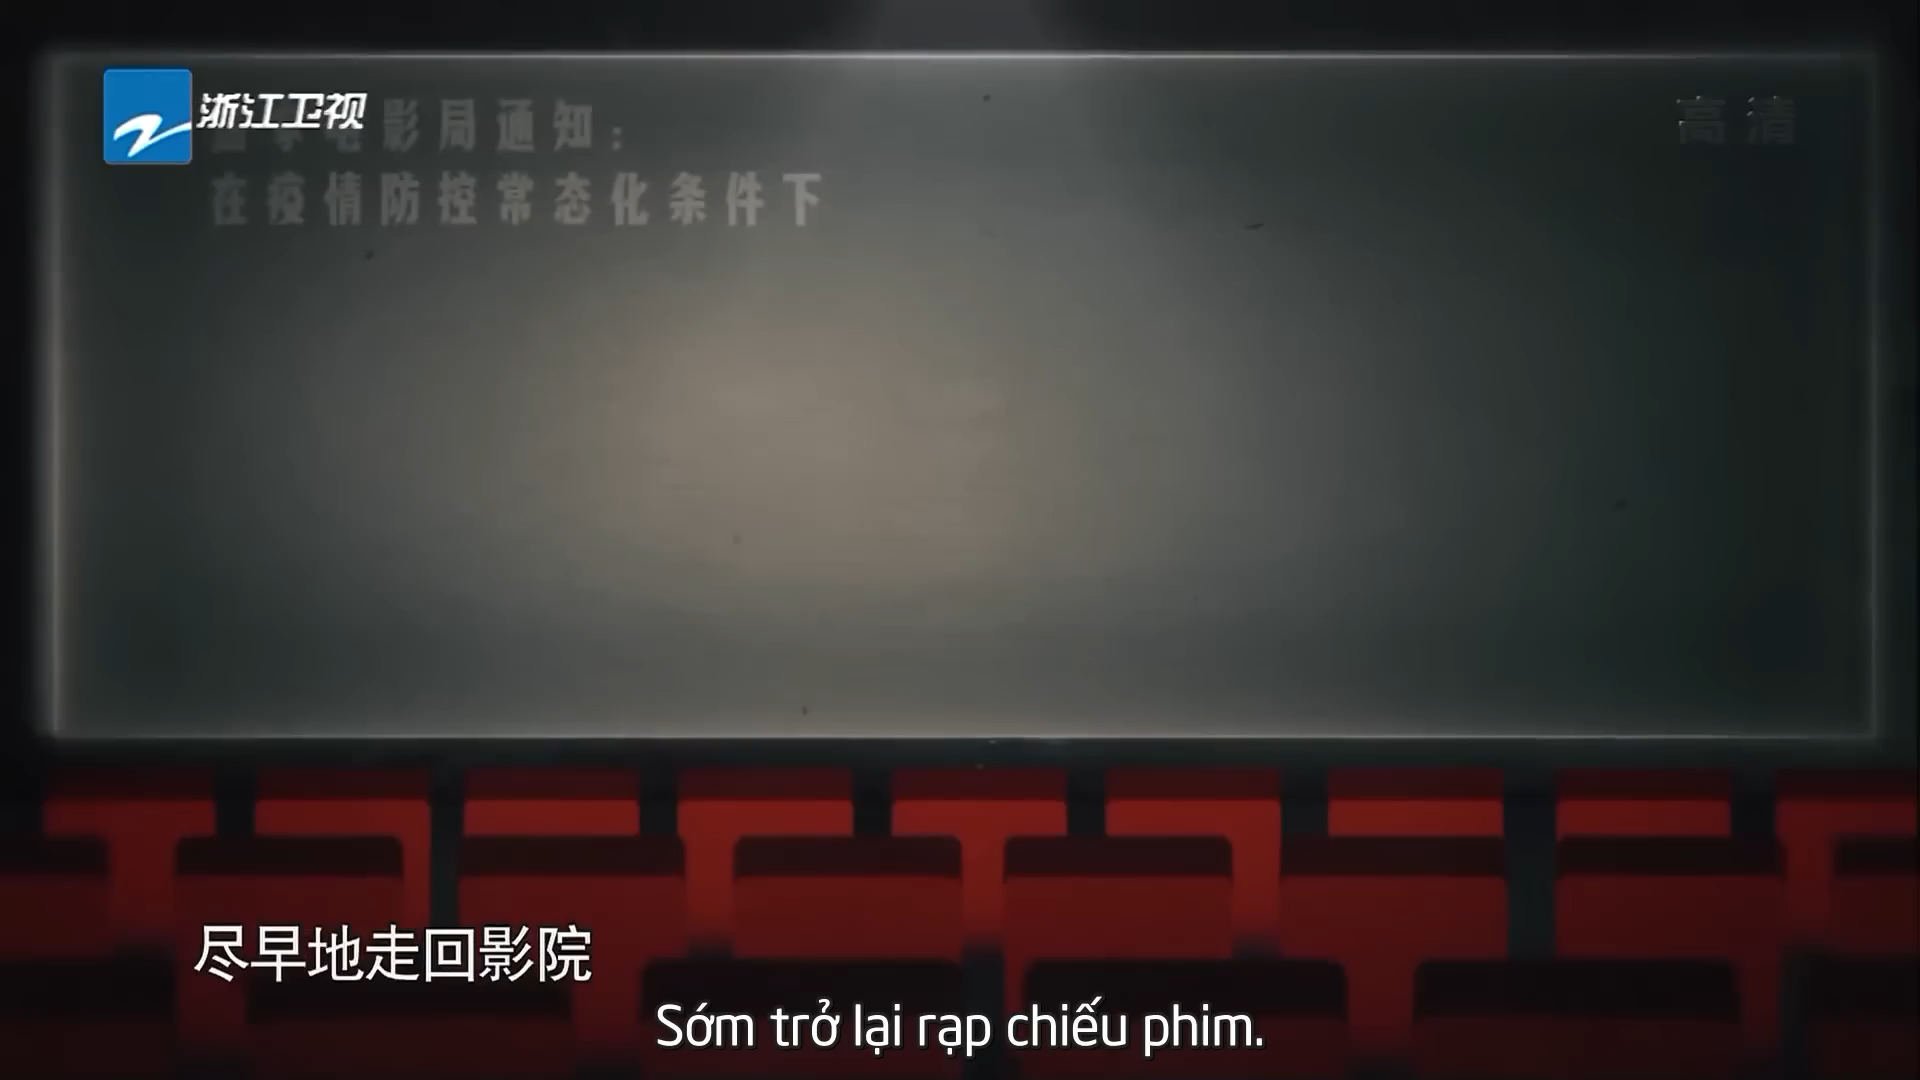 浙江卫视
高清
影局通知：
在疫情防控常态化条件下
尽早地走回影院
Sớm trở lại rạp chiếu phim.